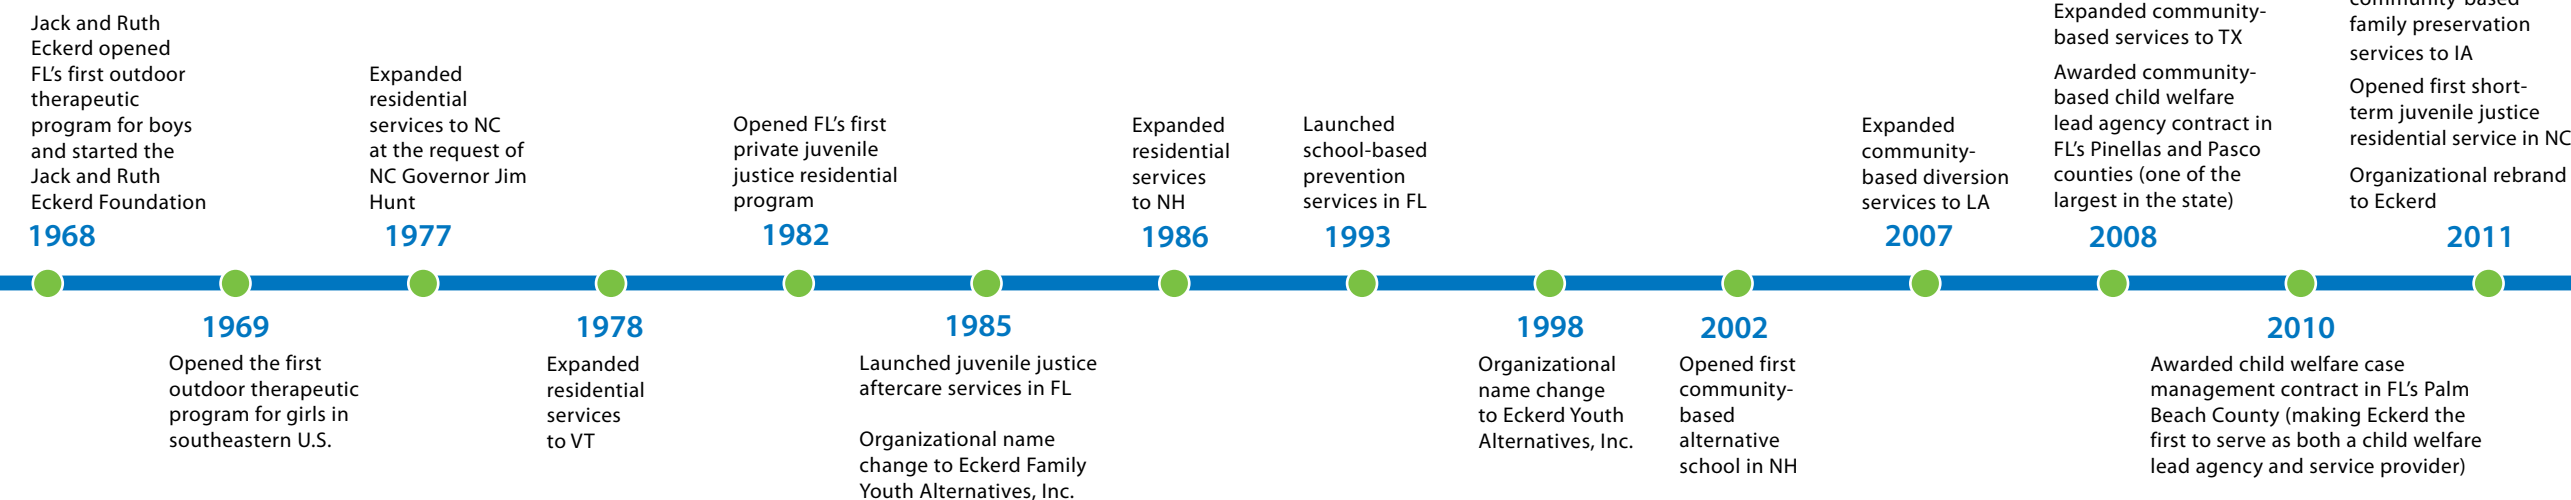 Jack and Ruth
Eckerd opened
FL's first outdoor
therapeutic
program for boys
and started the
Jack and Ruth
Eckerd Foundation
1968
Opened the first
outdoor therapeutic
program for girls in
southeastern U.S.
1969
Expanded
residential
services to NC
at the request of
NC Governor Jim
Hunt
1977
1978
Expanded
residential
services
to VT
Opened FL's first
private juvenile
justice residential
program
1982
1985
Launched juvenile justice
aftercare services in FL
Organizational name
change to Eckerd Family
Youth Alternatives, Inc.
Expanded
residential
services
to NH
1986
Launched
school-based
prevention
services in FL
1993
1998
Organizational
name change
to Eckerd Youth
Alternatives, Inc.
2002
Opened first
community-
based
alternative
school in NH
Expanded
community-
based diversion
services to LA
2007
Expanded community-
based services to TX
Awarded community-
based child welfare
lead agency contract in
FL's Pinellas and Pasco
counties (one of the
largest in the state)
2008
2010
Awarded child welfare case
management contract in FL's Palm
Beach County (making Eckerd the
first to serve as both a child welfare
lead agency and service provider)
community-based
family preservation
services to IA
Opened first short-
term juvenile justice
residential service in NC
Organizational rebrand
to Eckerd
2011